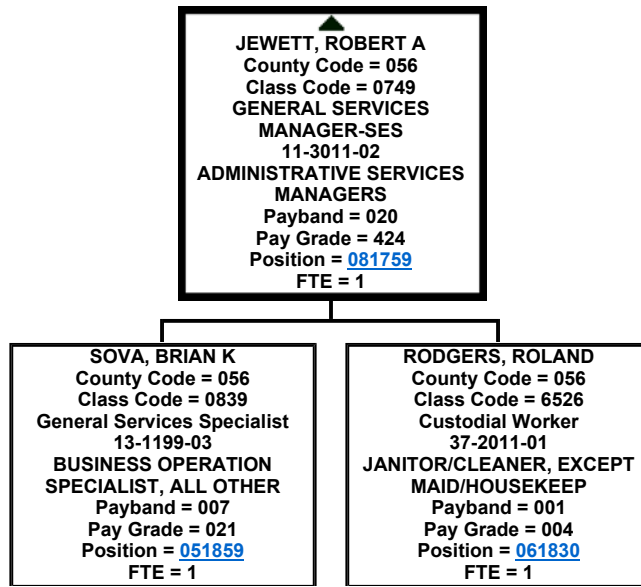 JEWETT, ROBERT A
County Code = 056
Class Code = 0749
GENERAL SERVICES
MANAGER-SES
11-3011-02
ADMINISTRATIVE SERVICES
MANAGERS
Payband = 020
Pay Grade = 424
Position = 081759
FTE = 1
SOVA, BRIAN K
County Code = 056
Class Code = 0839
General Services Specialist
13-1199-03
BUSINESS OPERATION
SPECIALIST, ALL OTHER
Payband = 007
Pay Grade = 021
Position = 051859
FTE = 1
RODGERS, ROLAND
County Code = 056
Class Code = 6526
Custodial Worker
37-2011-01
JANITOR/CLEANER, EXCEPT
MAID/HOUSEKEEP
Payband = 001
Pay Grade = 004
Position = 061830
FTE = 1